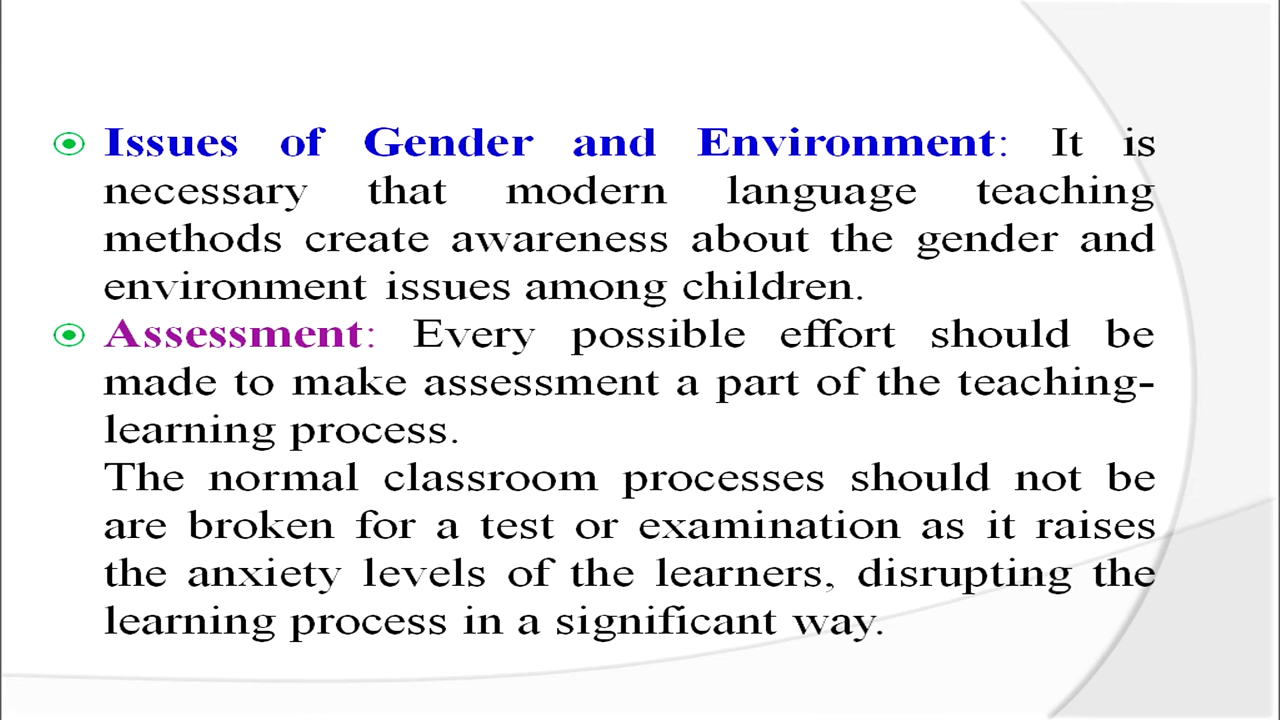 Issues of Gender and Environment: It is
necessary that modern language teaching
methods create awareness about the gender and
environment issues among children.
Assessment: Every possible effort should be
made to make assessment a part of the teaching-
learning process.
The normal classroom processes should not be
are broken for a test or examination as it raises
the anxiety levels of the learners, disrupting the
learning process in a significant way.